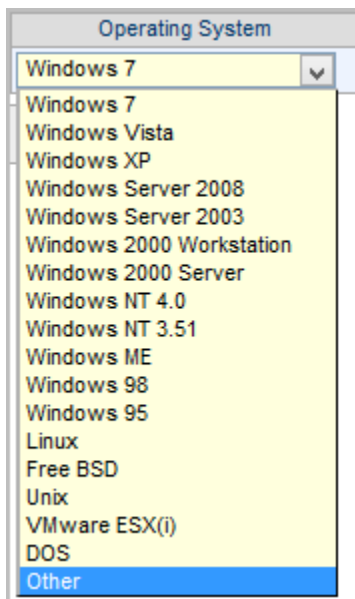 Operating System
Windows 7
Windows 7
Windows Vista
Windows XP
Windows Server 2008
Windows Server 2003
Windows 2000 Workstation
Windows 2000 Server
Windows NT 4.0
Windows NT 3.51
Windows ME
Windows 98
Windows 95
Linux
Free BSD
Unix
VMware ESX(i)
DOS
Other